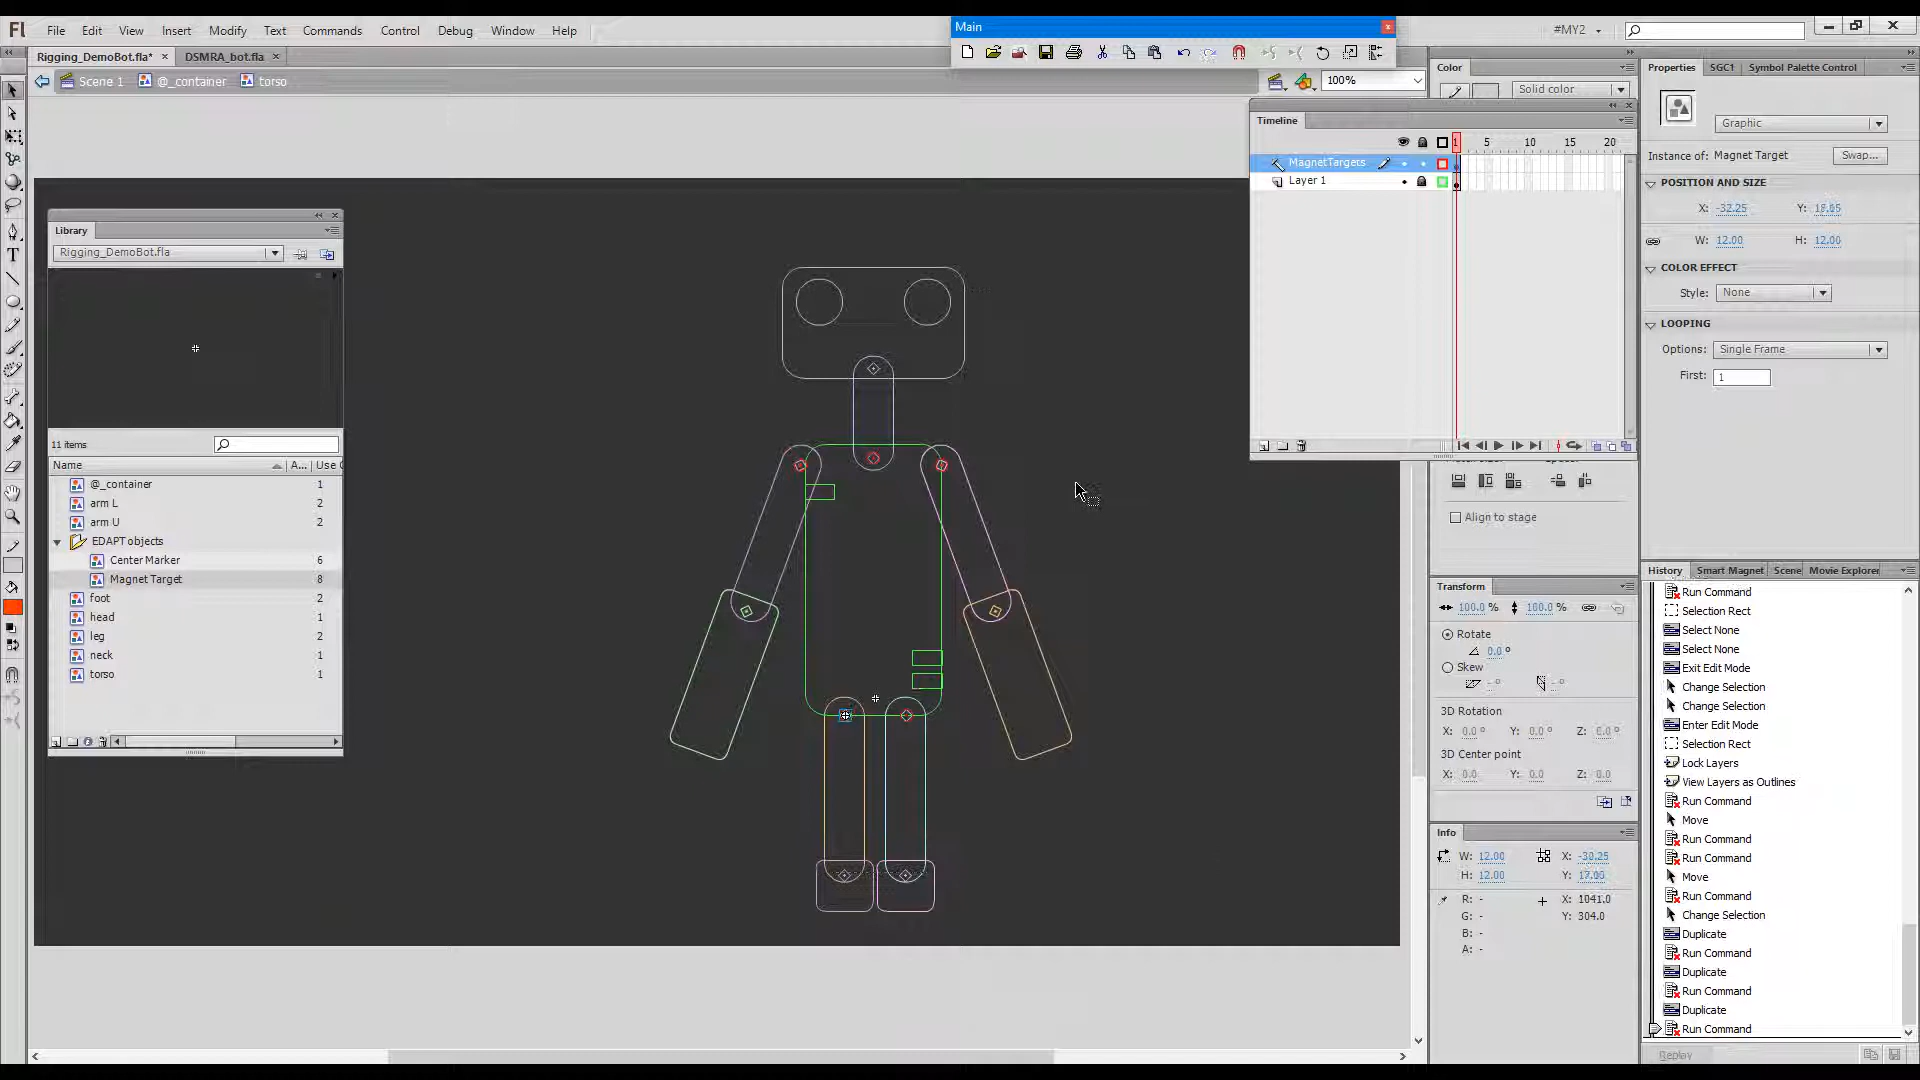 Main
Fl File Edit View Insert Modify Text Commands Control Debug Window Help
#MY2
Rigging_DemoBot.fla* × DSMRA_bot.fla ×
Scene 1 @_container torso
100%
Color
Solid color
Timeline
1 5 10 15 20
MagnetTargets
Layer 1
Properties SGC1 Symbol Palette Control
Graphic
Instance of: Magnet Target Swap...
POSITION AND SIZE
X: -32.25 Y: 18.05
W: 12.00 H: 12.00
COLOR EFFECT
Style: None
LOOPING
Options: Single Frame
First: 1
Library
Rigging_DemoBot.fla
11 items
Name A... Use C
@_container 1
arm L 2
arm U 2
EDAPT objects
Center Marker 6
Magnet Target 8
foot 2
head 1
leg 2
neck 1
torso 1
Align to stage
Transform
100.0 % 100.0 %
Rotate
0.0 °
Skew
3D Rotation
X: 0.0 ° Y: 0.0 ° Z: 0.0 °
3D Center point
X: 0.0 Y: 0.0 Z: 0.0
Info
W: 12.00 X: -30.25
H: 12.00 Y: 17.00
R: - X: 1041.0
G: - Y: 304.0
B: -
A: -
History Smart Magnet Scene Movie Explorer
Run Command
Selection Rect
Select None
Select None
Exit Edit Mode
Change Selection
Change Selection
Enter Edit Mode
Selection Rect
Lock Layers
View Layers as Outlines
Run Command
Move
Run Command
Run Command
Move
Run Command
Change Selection
Duplicate
Run Command
Duplicate
Run Command
Duplicate
Run Command
Replay